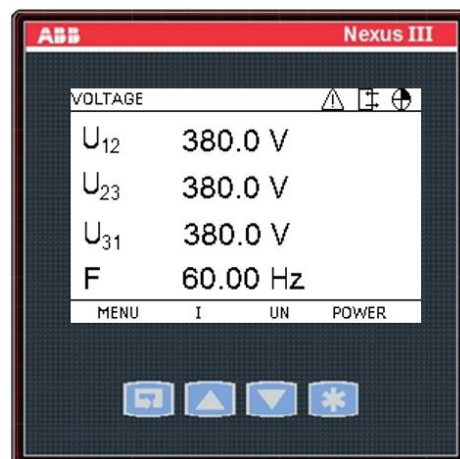 ABB Nexus III
VOLTAGE
U12 380.0 V
U23 380.0 V
U31 380.0 V
F 60.00 Hz
MENU I UN POWER